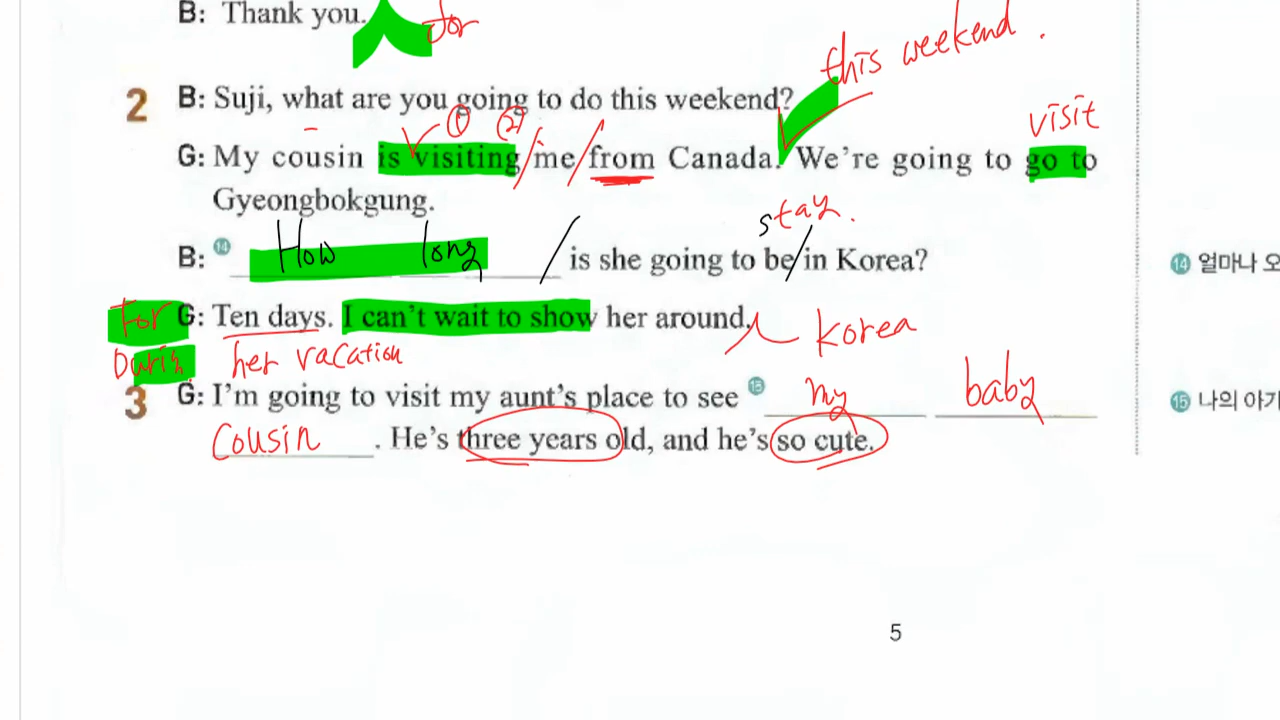 B: Thank you.
for
this weekend.
2 B: Suji, what are you going to do this weekend?
① ② visit
G: My cousin is visiting/me/from Canada. We're going to go to
Gyeongbokgung.
stay.
B: ⑭ How long / is she going to be/in Korea?
⑭ 얼마나 오
For G: Ten days. I can't wait to show her around. Korea
her vacation
3 G: I'm going to visit my aunt's place to see ⑮ my baby
⑮ 나의 아기
cousin. He's three years old, and he's so cute.
5